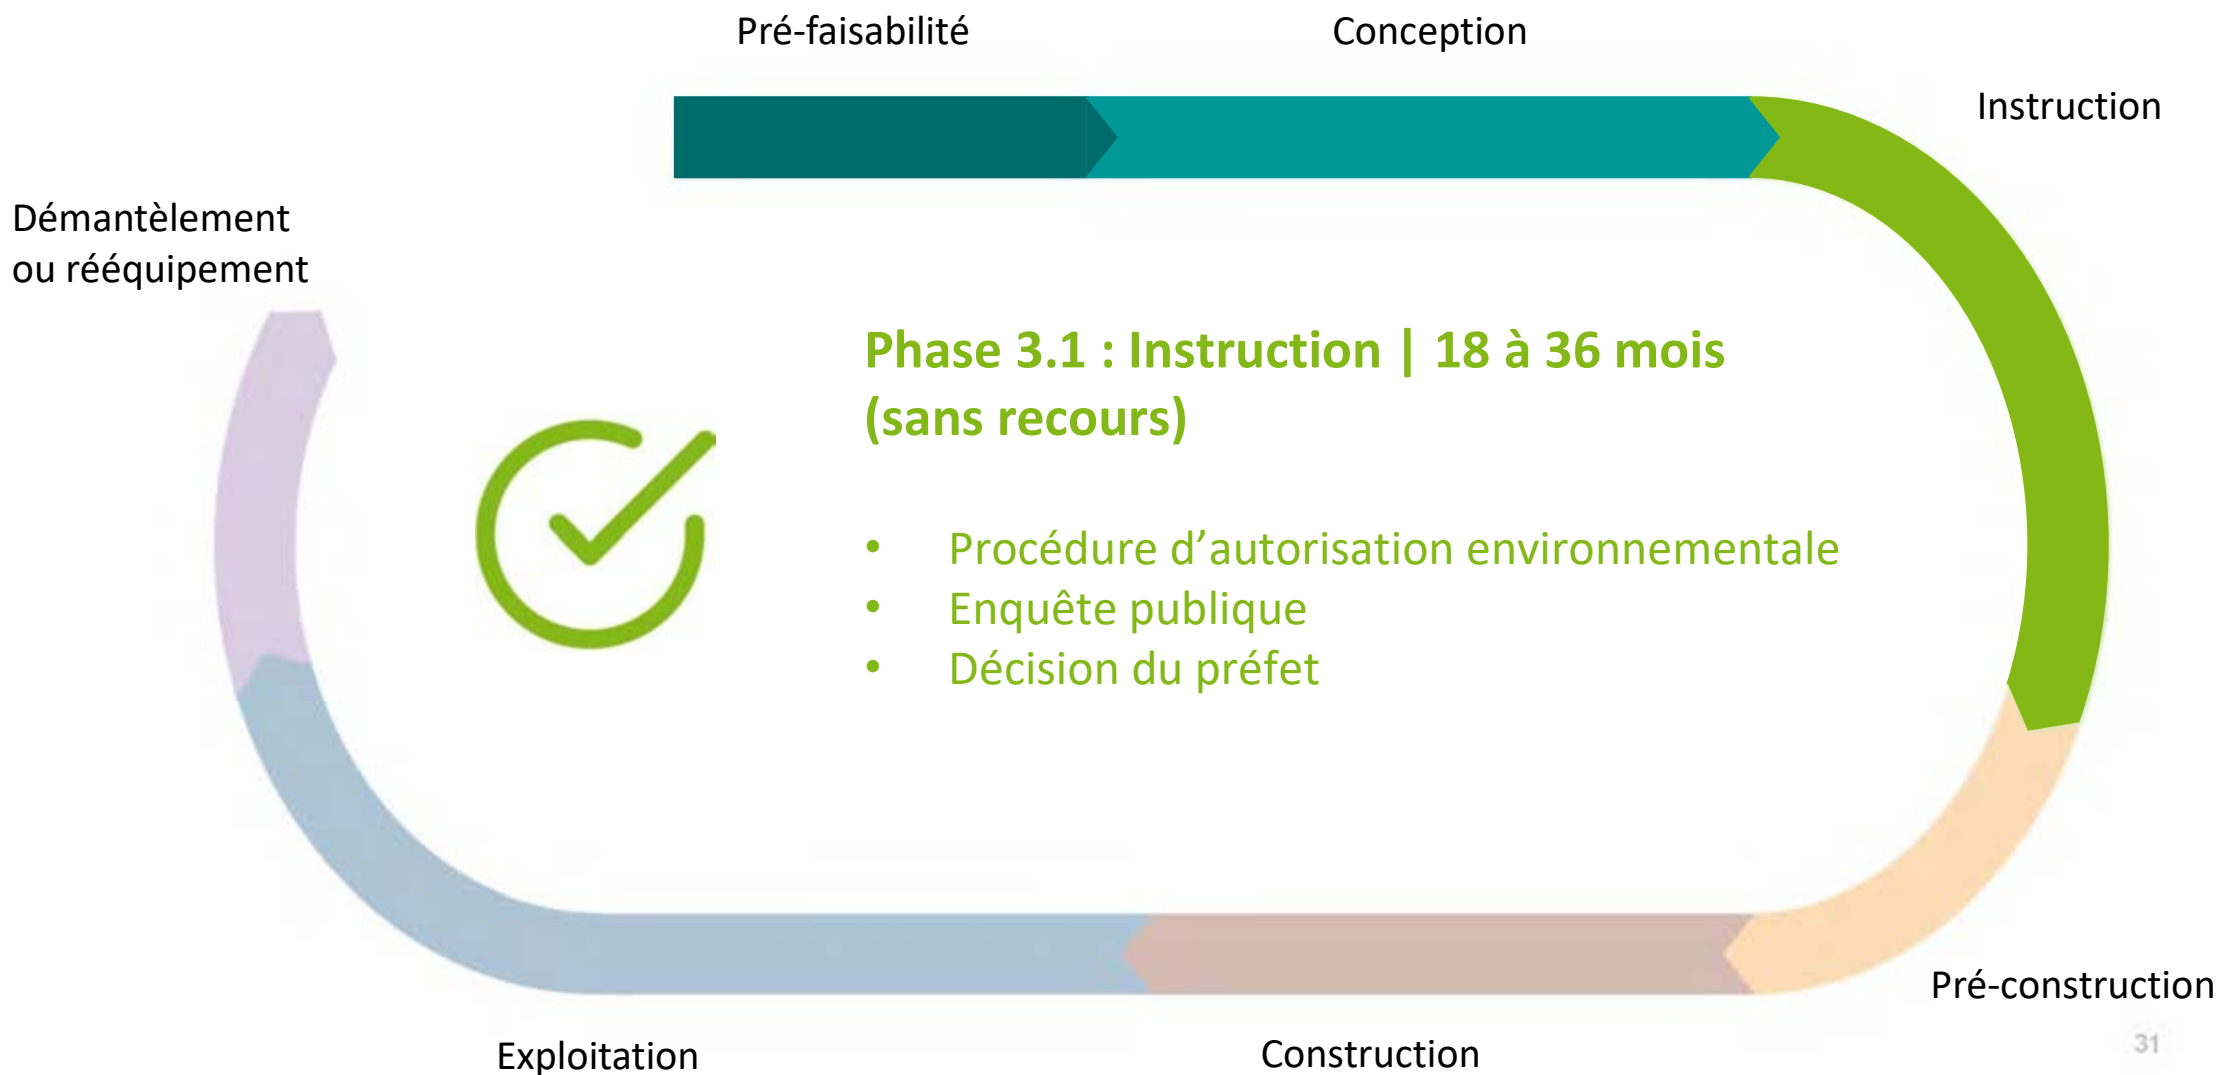 Pré-faisabilité
Conception
Instruction
Démantèlement
ou rééquipement
Phase 3.1 : Instruction | 18 à 36 mois
(sans recours)
• Procédure d’autorisation environnementale
• Enquête publique
• Décision du préfet
Pré-construction
Exploitation
Construction
31